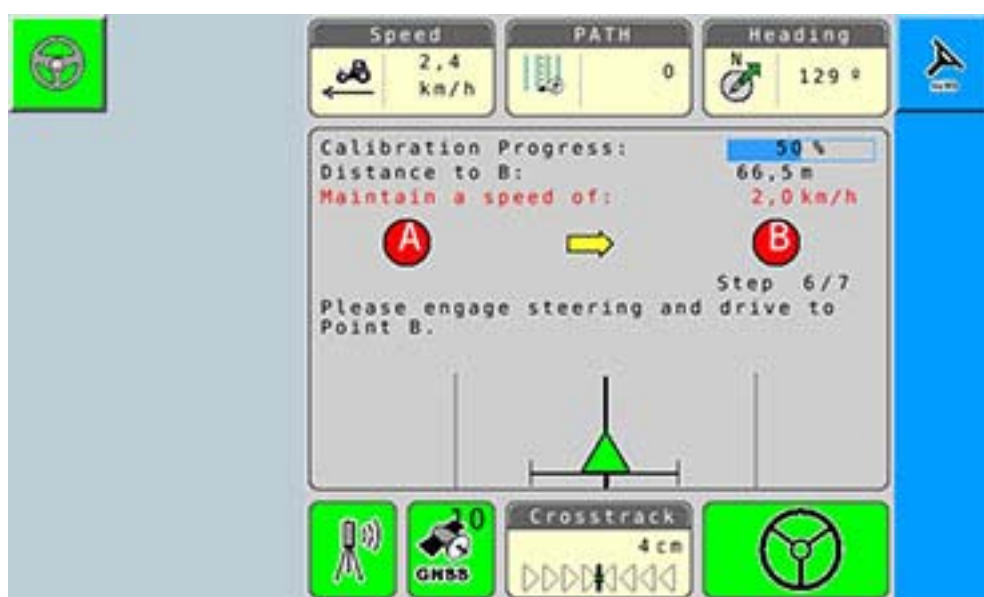 Speed
PATH
Heading
2,4
km/h
0
N
129 º
Calibration Progress: 50 %
Distance to B: 66,5 m
Maintain a speed of: 2,0 km/h
A
B
Step 6/7
Please engage steering and drive to
Point B.
10
GNSS
Crosstrack
4 cm